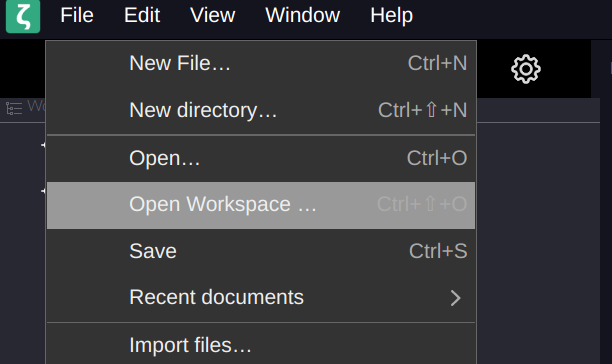 ζ File Edit View Window Help
New File… Ctrl+N
New directory… Ctrl+⇧+N
Wo
Open… Ctrl+O
Open Workspace … Ctrl+⇧+O
Save Ctrl+S
Recent documents
Import files…